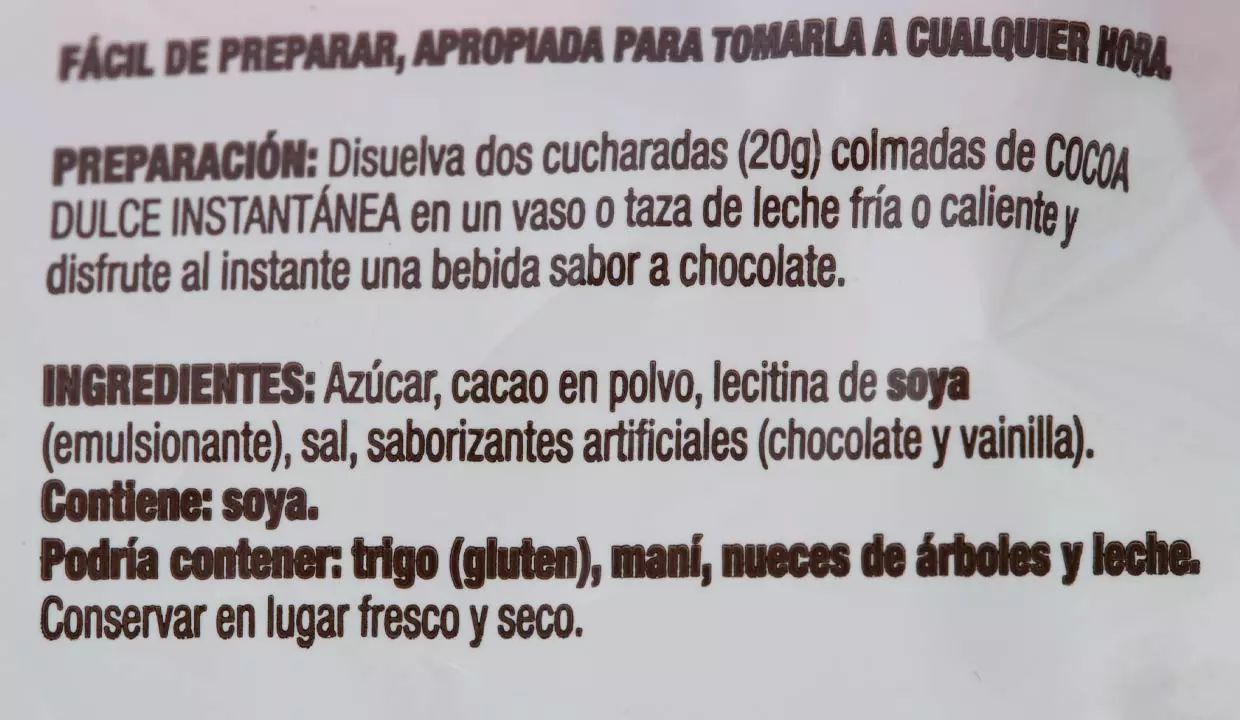 FÁCIL DE PREPARAR, APROPIADA PARA TOMARLA A CUALQUIER HORA.
PREPARACIÓN: Disuelva dos cucharadas (20g) colmadas de COCOA
DULCE INSTANTÁNEA en un vaso o taza de leche fría o caliente y
disfrute al instante una bebida sabor a chocolate.
INGREDIENTES: Azúcar, cacao en polvo, lecitina de soya
(emulsionante), sal, saborizantes artificiales (chocolate y vainilla).
Contiene: soya.
Podría contener: trigo (gluten), maní, nueces de árboles y leche.
Conservar en lugar fresco y seco.